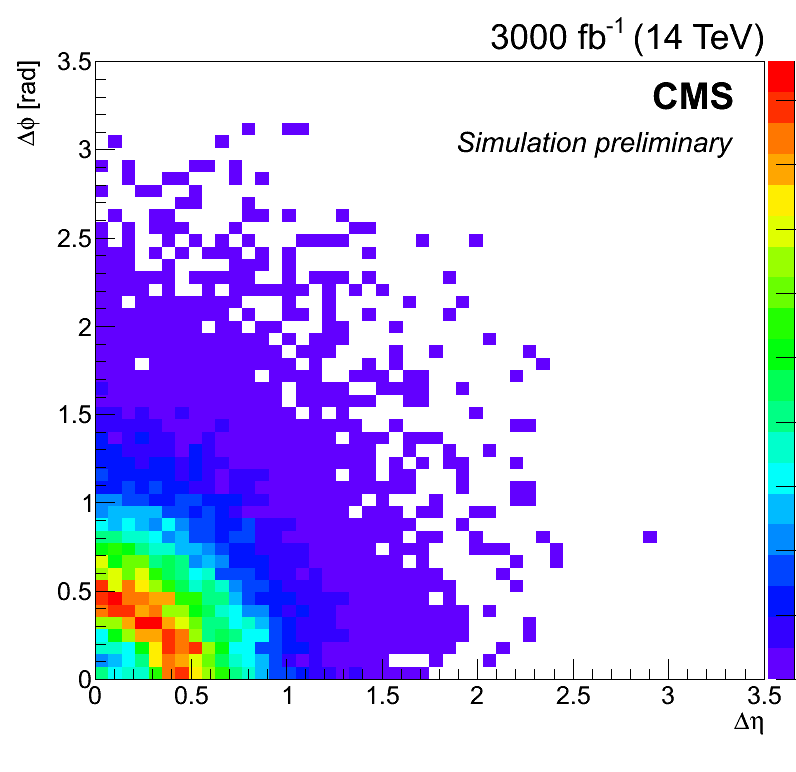 3000 fb-1 (14 TeV)
CMS
Simulation preliminary
Δϕ [rad]
3.5
3
2.5
2
1.5
1
0.5
0
0 0.5 1 1.5 2 2.5 3 3.5
Δη